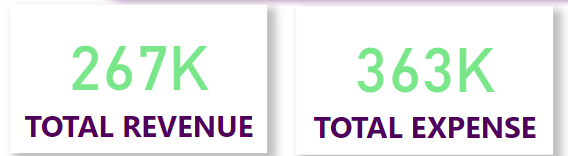 267K
TOTAL REVENUE
363K
TOTAL EXPENSE